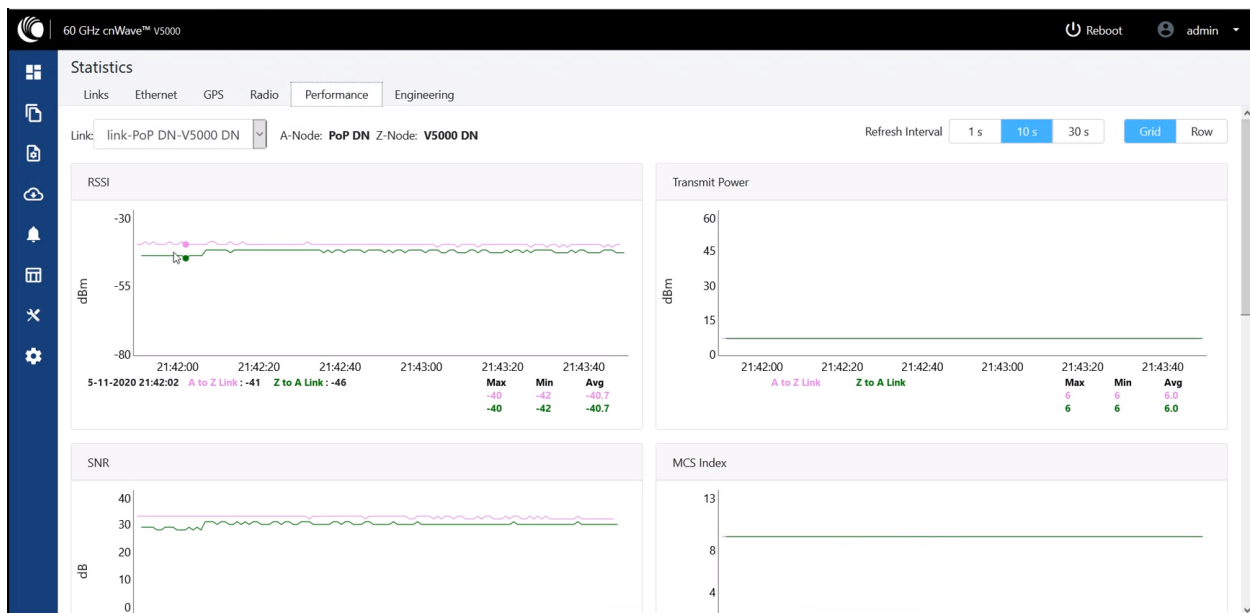 60 GHz cnWave™ V5000
Reboot
admin
Statistics
Links Ethernet GPS Radio Performance Engineering
Link: link-PoP DN-V5000 DN A-Node: PoP DN Z-Node: V5000 DN
Refresh Interval 1 s 10 s 30 s Grid Row
RSSI
-30
-55
-80
dBm
21:42:00 21:42:20 21:42:40 21:43:00 21:43:20 21:43:40
5-11-2020 21:42:02 A to Z Link : -41 Z to A Link : -46
Max Min Avg
-40 -42 -40.7
-40 -42 -40.7
Transmit Power
60
45
30
15
0
dBm
21:42:00 21:42:20 21:42:40 21:43:00 21:43:20 21:43:40
A to Z Link Z to A Link
Max Min Avg
6 6 6.0
6 6 6.0
SNR
40
30
20
10
0
dB
MCS Index
13
8
4